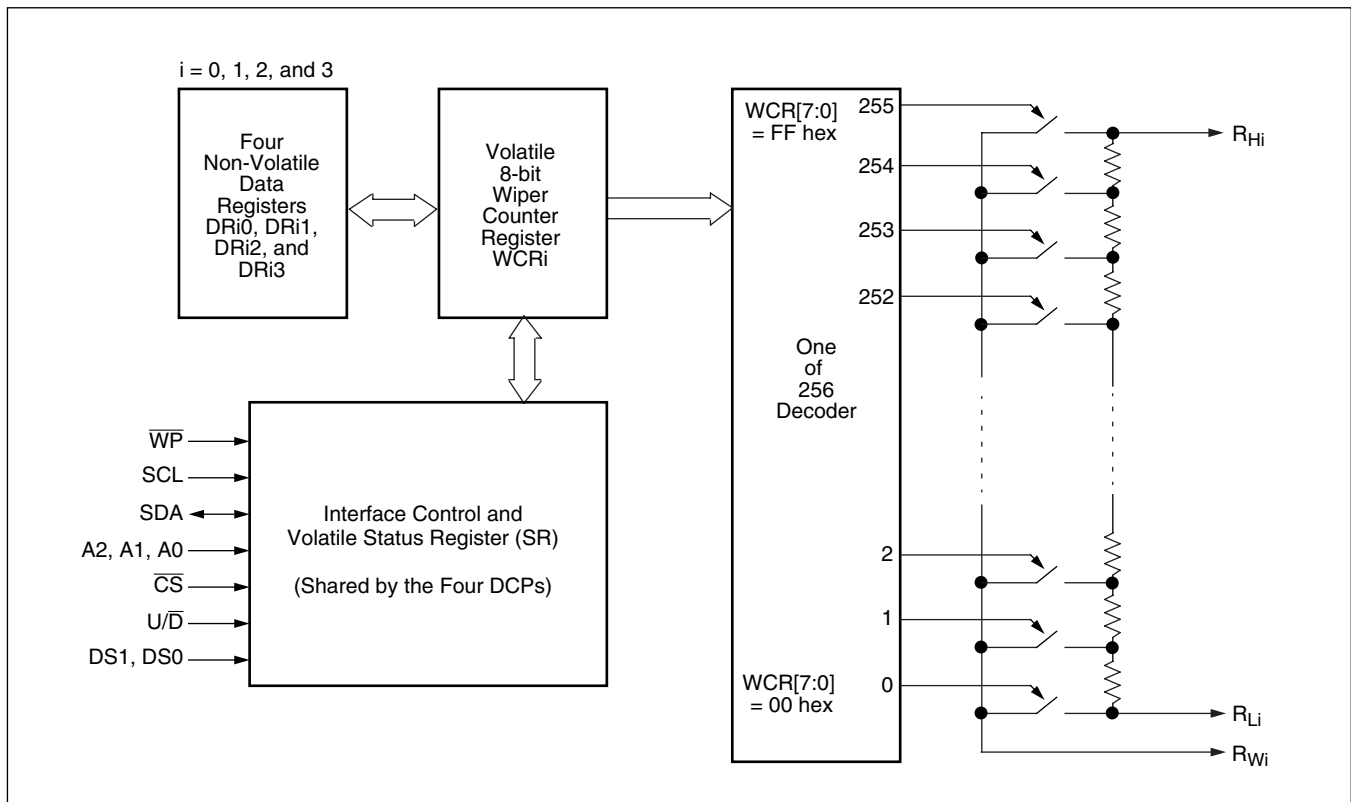 i = 0, 1, 2, and 3
Four
Non-Volatile
Data
Registers
DRi0, DRi1,
DRi2, and
DRi3
Volatile
8-bit
Wiper
Counter
Register
WCRi
WCR[7:0]
= FF hex
255
254
253
252
One
of
256
Decoder
2
1
0
WCR[7:0]
= 00 hex
RHi
RLi
RWi
WP
SCL
SDA
A2, A1, A0
CS
U/D
DS1, DS0
Interface Control and
Volatile Status Register (SR)
(Shared by the Four DCPs)